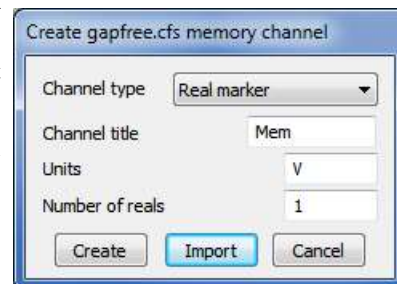 Create gapfree.cfs memory channel
Channel type Real marker
Channel title Mem
Units V
Number of reals 1
Create Import Cancel